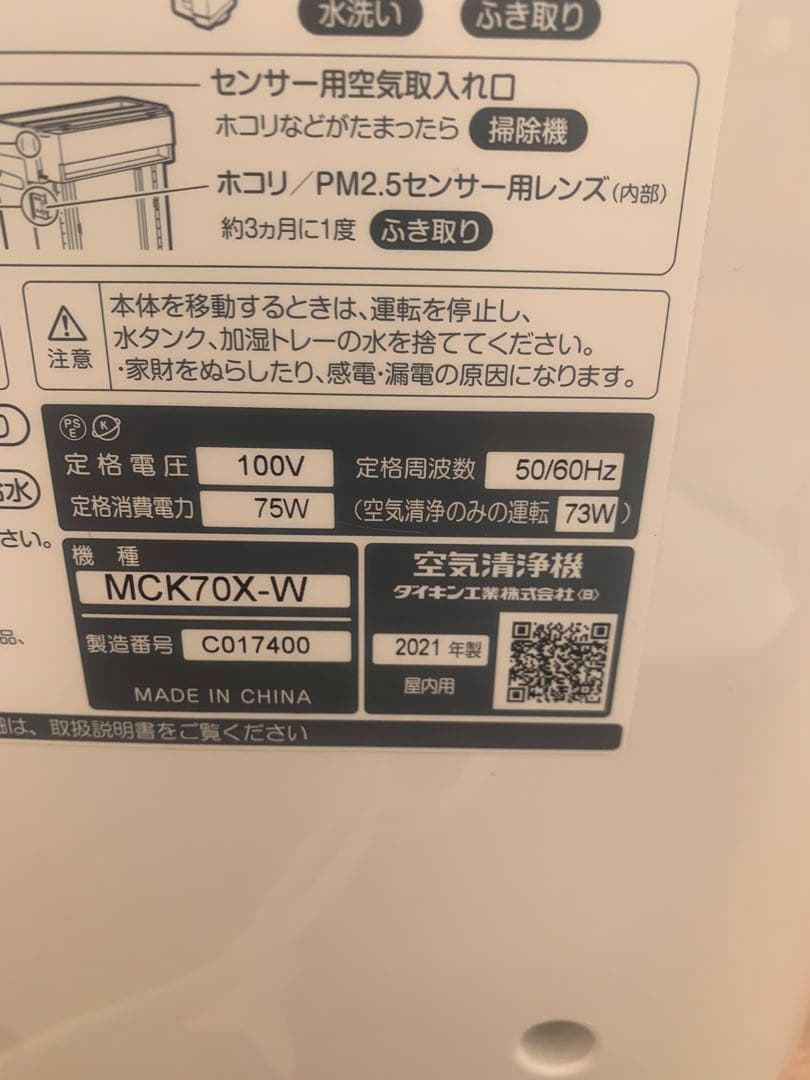 水洗い ふき取り
センサー用空気取入れ口
ホコリなどがたまったら 掃除機
ホコリ／PM2.5センサー用レンズ(内部)
約3ヵ月に1度 ふき取り
注意
本体を移動するときは、運転を停止し、
水タンク、加湿トレーの水を捨ててください。
・家財をぬらしたり、感電・漏電の原因になります。
水
さい。
品、
PS E K
定格電圧 100V 定格周波数 50/60Hz
定格消費電力 75W (空気清浄のみの運転 73W)
機種
MCK70X-W
製造番号 C017400
MADE IN CHINA
空気清浄機
ダイキン工業株式会社〈B〉
2021 年製
屋内用
は、取扱説明書をご覧ください